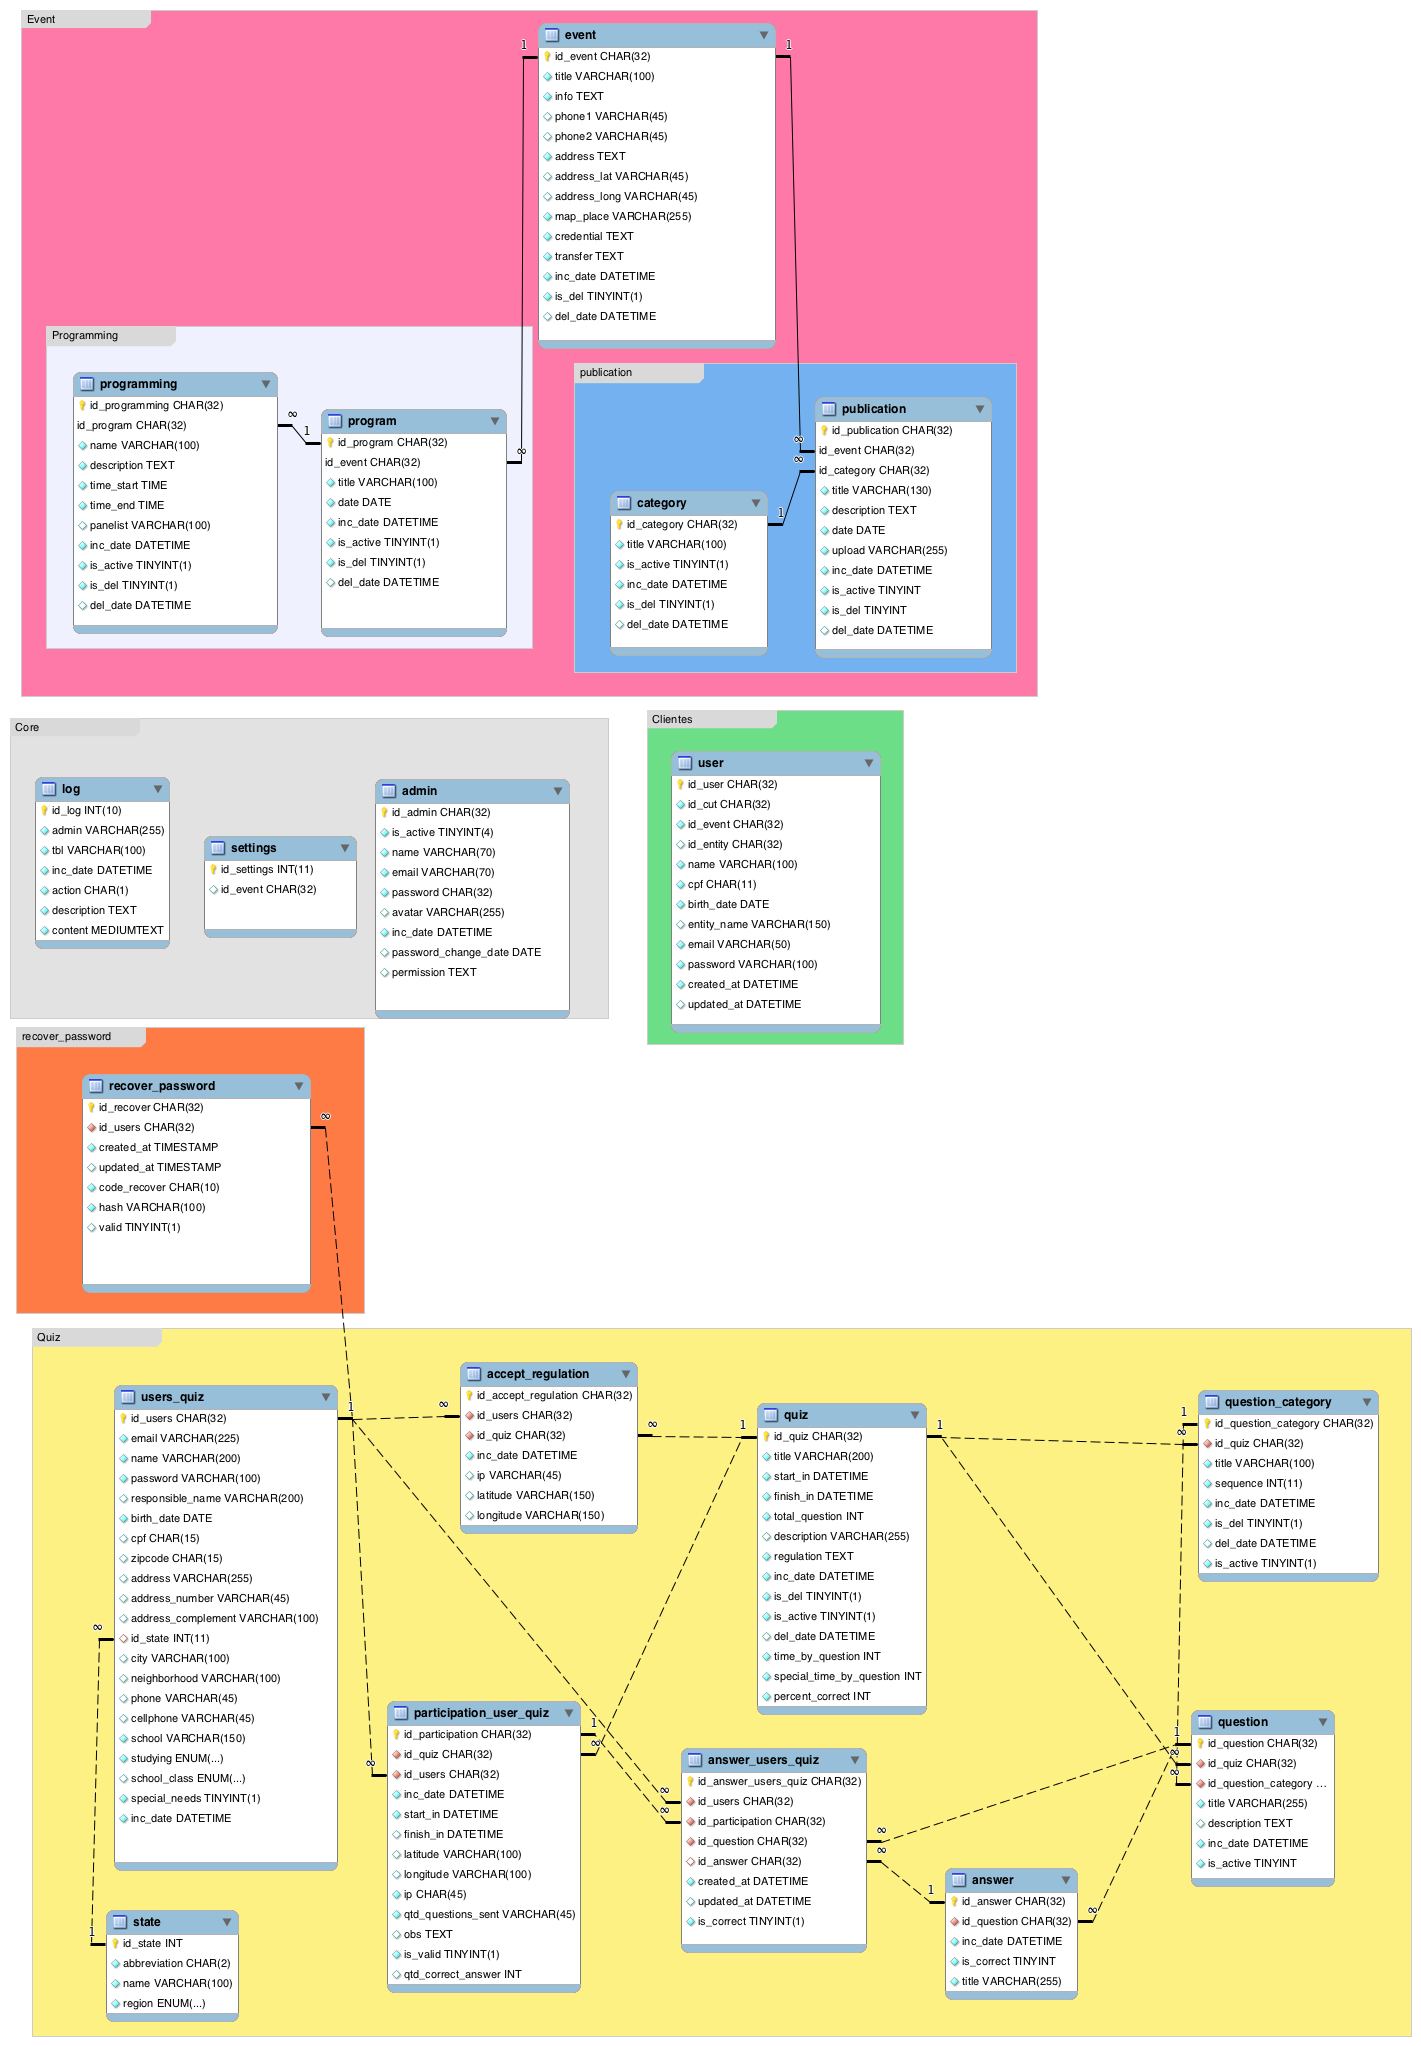 Event
event
id_event CHAR(32)
title VARCHAR(100)
info TEXT
phone1 VARCHAR(45)
phone2 VARCHAR(45)
address TEXT
address_lat VARCHAR(45)
address_long VARCHAR(45)
map_place VARCHAR(255)
credential TEXT
transfer TEXT
inc_date DATETIME
is_del TINYINT(1)
del_date DATETIME
1
1
Programming
programming
id_programming CHAR(32)
id_program CHAR(32)
name VARCHAR(100)
description TEXT
time_start TIME
time_end TIME
panelist VARCHAR(100)
inc_date DATETIME
is_active TINYINT(1)
is_del TINYINT(1)
del_date DATETIME
∞
1
program
id_program CHAR(32)
id_event CHAR(32)
title VARCHAR(100)
date DATE
inc_date DATETIME
is_active TINYINT(1)
is_del TINYINT(1)
del_date DATETIME
∞
publication
category
id_category CHAR(32)
title VARCHAR(100)
is_active TINYINT(1)
inc_date DATETIME
is_del TINYINT(1)
del_date DATETIME
1
∞
∞
publication
id_publication CHAR(32)
id_event CHAR(32)
id_category CHAR(32)
title VARCHAR(130)
description TEXT
date DATE
upload VARCHAR(255)
inc_date DATETIME
is_active TINYINT
is_del TINYINT
del_date DATETIME
Core
log
id_log INT(10)
admin VARCHAR(255)
tbl VARCHAR(100)
inc_date DATETIME
action CHAR(1)
description TEXT
content MEDIUMTEXT
settings
id_settings INT(11)
id_event CHAR(32)
admin
id_admin CHAR(32)
is_active TINYINT(4)
name VARCHAR(70)
email VARCHAR(70)
password CHAR(32)
avatar VARCHAR(255)
inc_date DATETIME
password_change_date DATE
permission TEXT
Clientes
user
id_user CHAR(32)
id_cut CHAR(32)
id_event CHAR(32)
id_entity CHAR(32)
name VARCHAR(100)
cpf CHAR(11)
birth_date DATE
entity_name VARCHAR(150)
email VARCHAR(50)
password VARCHAR(100)
created_at DATETIME
updated_at DATETIME
recover_password
recover_password
id_recover CHAR(32)
id_users CHAR(32)
created_at TIMESTAMP
updated_at TIMESTAMP
code_recover CHAR(10)
hash VARCHAR(100)
valid TINYINT(1)
∞
Quiz
users_quiz
id_users CHAR(32)
email VARCHAR(225)
name VARCHAR(200)
password VARCHAR(100)
responsible_name VARCHAR(200)
birth_date DATE
cpf CHAR(15)
zipcode CHAR(15)
address VARCHAR(255)
address_number VARCHAR(45)
address_complement VARCHAR(100)
id_state INT(11)
city VARCHAR(100)
neighborhood VARCHAR(100)
phone VARCHAR(45)
cellphone VARCHAR(45)
school VARCHAR(150)
studying ENUM(...)
school_class ENUM(...)
special_needs TINYINT(1)
inc_date DATETIME
1
∞
1
state
id_state INT
abbreviation CHAR(2)
name VARCHAR(100)
region ENUM(...)
∞
accept_regulation
id_accept_regulation CHAR(32)
id_users CHAR(32)
id_quiz CHAR(32)
inc_date DATETIME
ip VARCHAR(45)
latitude VARCHAR(150)
longitude VARCHAR(150)
∞
1
quiz
id_quiz CHAR(32)
title VARCHAR(200)
start_in DATETIME
finish_in DATETIME
total_question INT
description VARCHAR(255)
regulation TEXT
inc_date DATETIME
is_del TINYINT(1)
is_active TINYINT(1)
del_date DATETIME
time_by_question INT
special_time_by_question INT
percent_correct INT
1
1
∞
question_category
id_question_category CHAR(32)
id_quiz CHAR(32)
title VARCHAR(100)
sequence INT(11)
inc_date DATETIME
is_del TINYINT(1)
del_date DATETIME
is_active TINYINT(1)
∞
participation_user_quiz
id_participation CHAR(32)
id_quiz CHAR(32)
id_users CHAR(32)
inc_date DATETIME
start_in DATETIME
finish_in DATETIME
latitude VARCHAR(100)
longitude VARCHAR(100)
ip CHAR(45)
qtd_questions_sent VARCHAR(45)
obs TEXT
is_valid TINYINT(1)
qtd_correct_answer INT
1
∞
∞
∞
answer_users_quiz
id_answer_users_quiz CHAR(32)
id_users CHAR(32)
id_participation CHAR(32)
id_question CHAR(32)
id_answer CHAR(32)
created_at DATETIME
updated_at DATETIME
is_correct TINYINT(1)
∞
∞
1
answer
id_answer CHAR(32)
id_question CHAR(32)
inc_date DATETIME
is_correct TINYINT
title VARCHAR(255)
∞
1
∞
∞
question
id_question CHAR(32)
id_quiz CHAR(32)
id_question_category ...
title VARCHAR(255)
description TEXT
inc_date DATETIME
is_active TINYINT